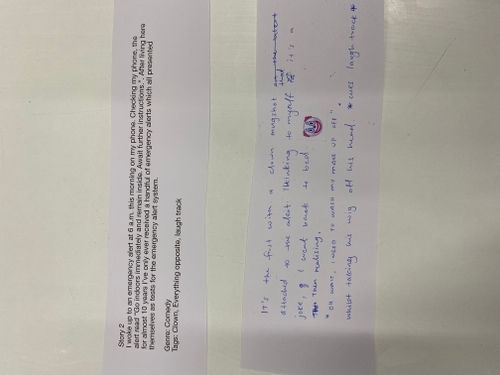 Story 2
I woke up to an emergency alert at 6 a.m. this morning on my phone. Checking my phone, the
alert read "Go indoors immediately and remain inside. Await further instructions.". After living here
for almost 10 years I've only ever received a handful of emergency alerts which all presented
themselves as tests for the emergency alert system.
Genre: Comedy
Tags: Clown, Everything opposite, laugh track
It's the first with a clown mugshot
attached to the alert thinking to myself it's a
joke, I went back to bed
Then realising,
" oh wait, I need to wash my make up off "
whilst taking his wig off his head * cues laugh track *